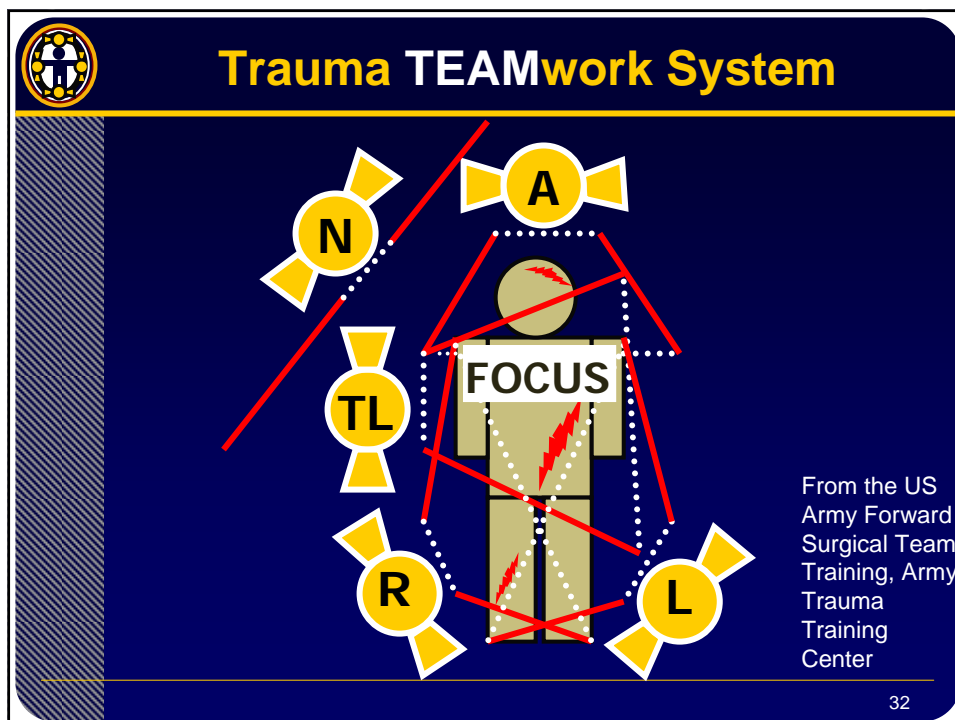 Trauma TEAMwork System
N
A
FOCUS
TL
R
L
From the US
Army Forward
Surgical Team
Training, Army
Trauma
Training
Center
32